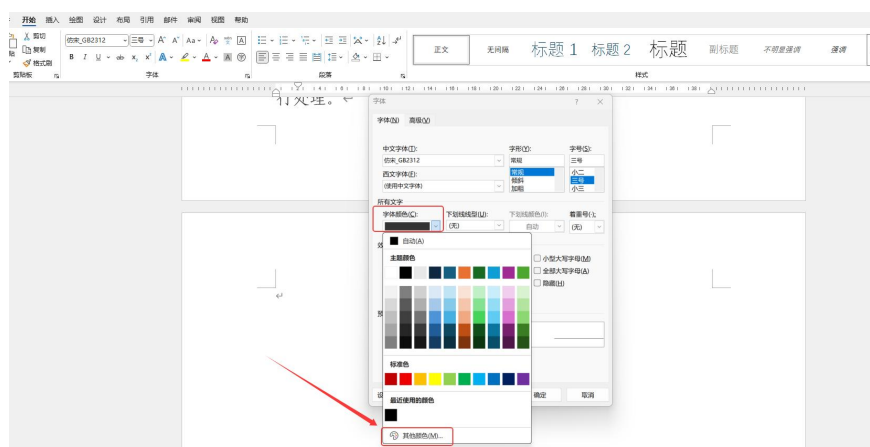 开始 插入 绘图 设计 布局 引用 邮件 审阅 视图 帮助
剪切
复制
格式刷
剪贴板
仿宋_GB2312 三号
字体
段落
正文 无间隔 标题 1 标题 2 标题 副标题 不明显强调 强调
样式
行处理。
字体 ? ×
字体(N) 高级(V)
中文字体(T): 字形(Y): 字号(S):
仿宋_GB2312 常规 三号
西文字体(F): 常规 小二
(使用中文字体) 倾斜 三号
加粗 小三
所有文字
字体颜色(C): 下划线线型(U): 下划线颜色(I): 着重号(·):
(无) 自动 (无)
自动(A)
主题颜色
小型大写字母(M)
全部大写字母(A)
隐藏(H)
标准色
确定 取消
最近使用的颜色
其他颜色(M)...